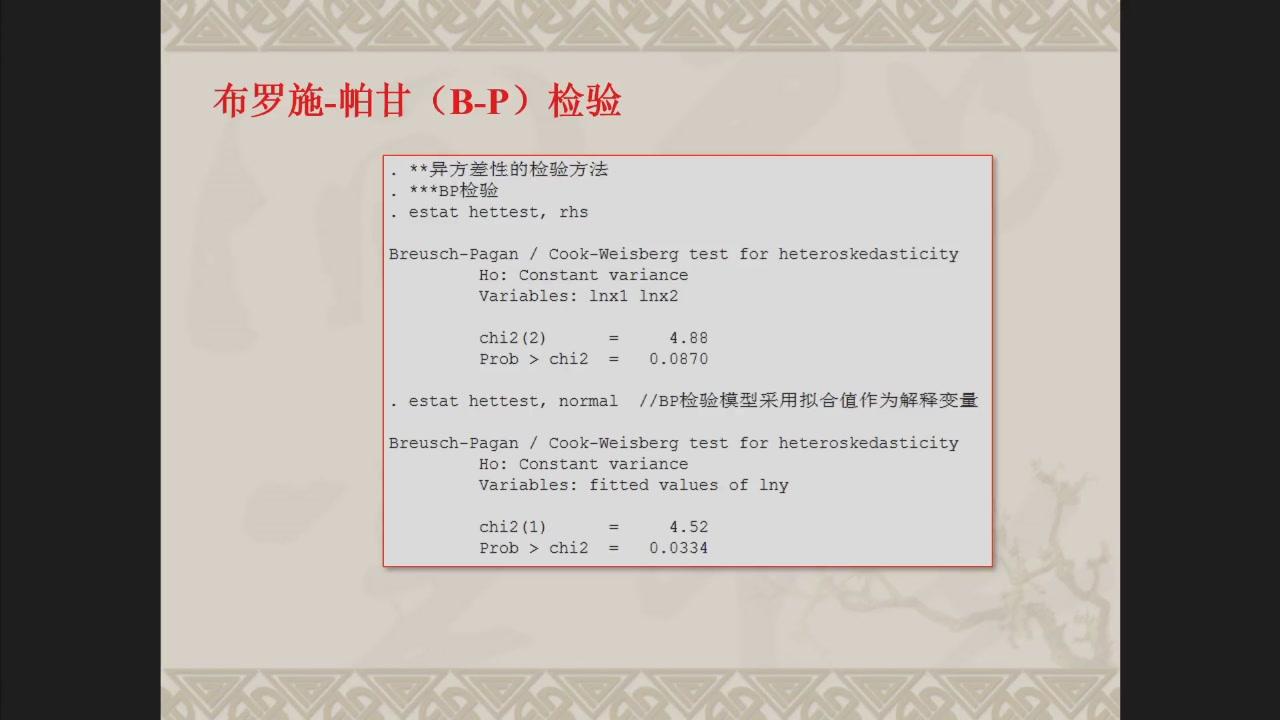 布罗施-帕甘（B-P）检验
. **异方差性的检验方法
. ***BP检验
. estat hettest, rhs
Breusch-Pagan / Cook-Weisberg test for heteroskedasticity
Ho: Constant variance
Variables: lnx1 lnx2
chi2(2) = 4.88
Prob > chi2 = 0.0870
. estat hettest, normal //BP检验模型采用拟合值作为解释变量
Breusch-Pagan / Cook-Weisberg test for heteroskedasticity
Ho: Constant variance
Variables: fitted values of lny
chi2(1) = 4.52
Prob > chi2 = 0.0334